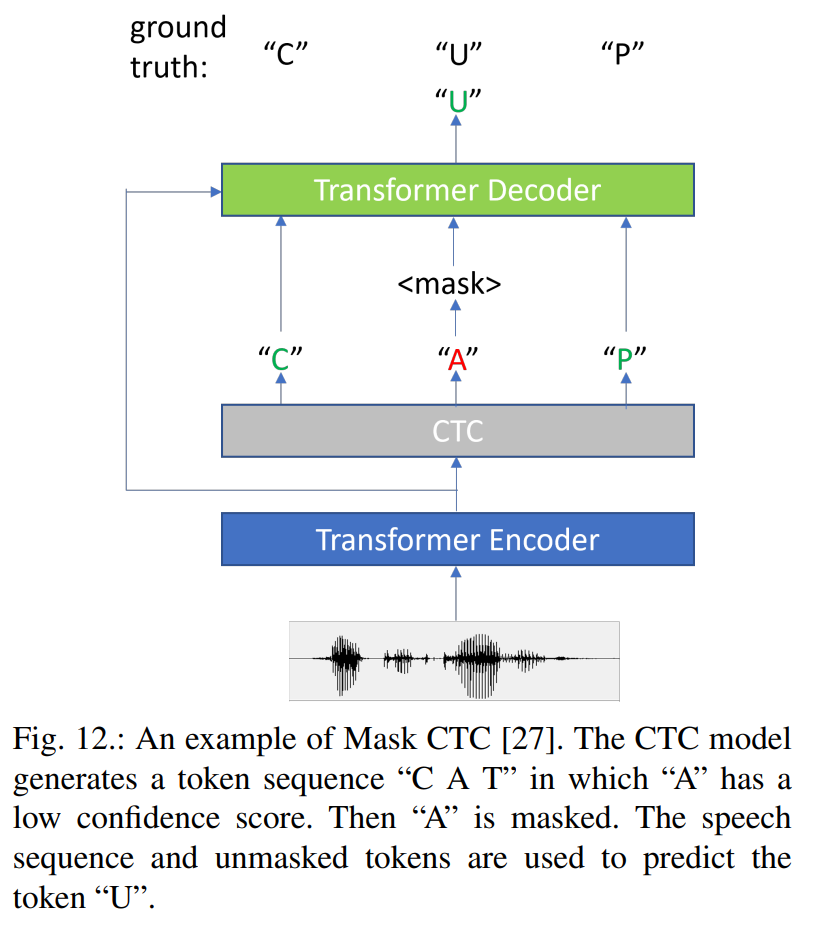 ground
truth:
“C” “U” “P”
“U”
Transformer Decoder
<mask>
“C” “A” “P”
CTC
Transformer Encoder
Fig. 12.: An example of Mask CTC [27]. The CTC model
generates a token sequence “C A T” in which “A” has a
low confidence score. Then “A” is masked. The speech
sequence and unmasked tokens are used to predict the
token “U”.